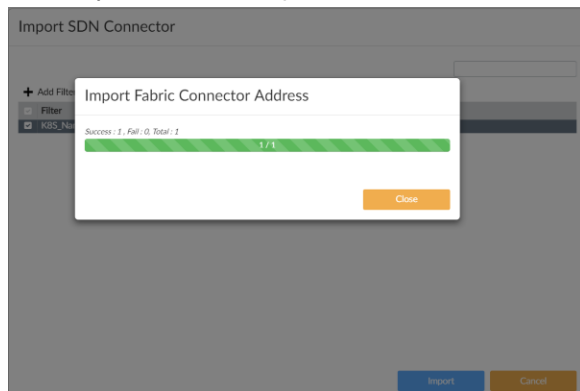 Import SDN Connector
Add Filte
Filter
K8S_Na
Import Fabric Connector Address
Success : 1 , Fail : 0, Total : 1
1 / 1
Close
Import Cancel